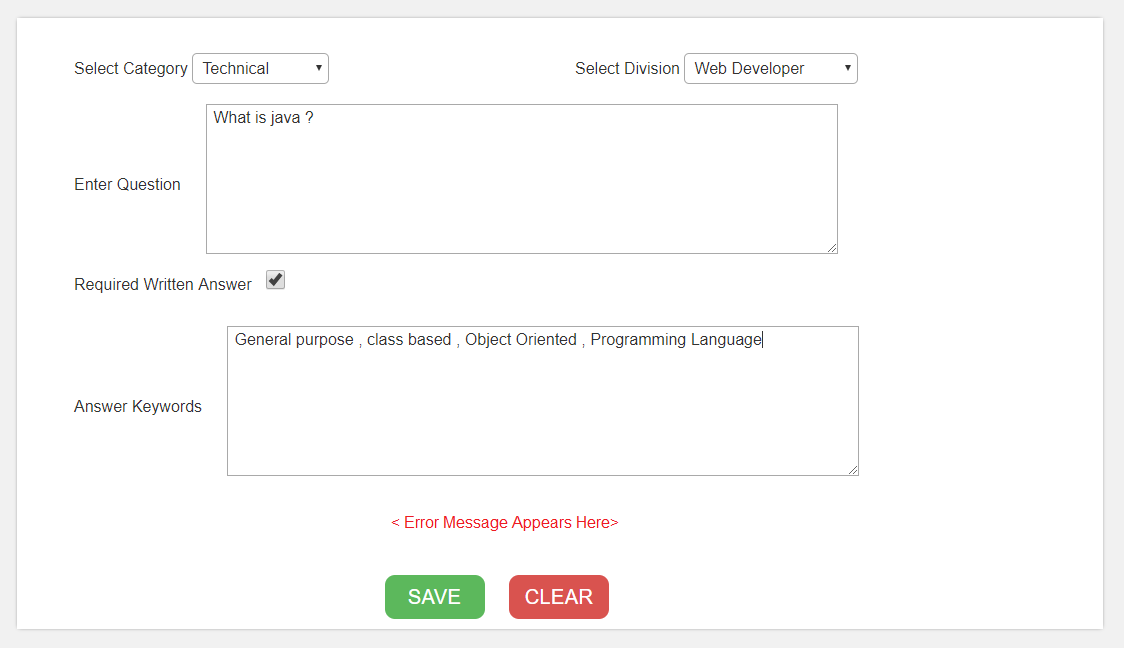 Select Category Technical Select Division Web Developer
What is java ?
Enter Question
Required Written Answer
General purpose , class based , Object Oriented , Programming Language
Answer Keywords
< Error Message Appears Here>
SAVE CLEAR